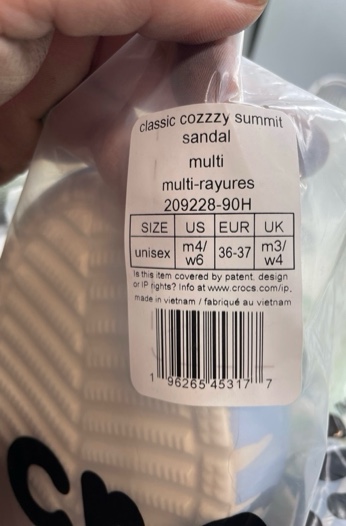 classic cozzzy summit
sandal
multi
multi-rayures
209228-90H
SIZE US EUR UK
unisex m4/ w6 36-37 m3/ w4
Is this item covered by patent, design
or IP rights? Info at www.crocs.com/ip.
made in vietnam / fabriqué au vietnam
1 96265 45317 7